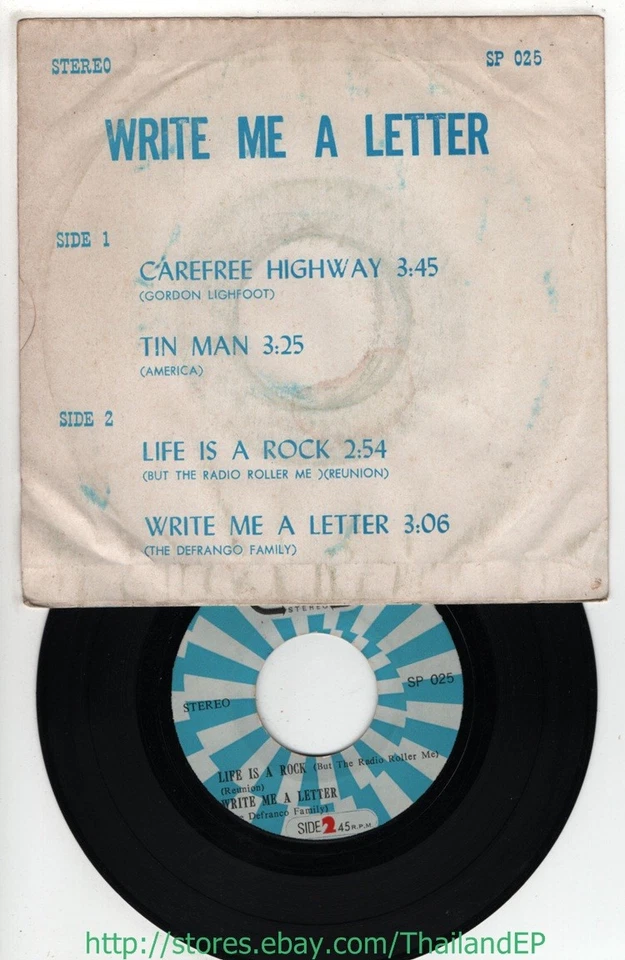 STEREO SP 025
WRITE ME A LETTER
SIDE 1
CAREFREE HIGHWAY 3:45
(GORDON LIGHFOOT)
TIN MAN 3:25
(AMERICA)
SIDE 2
LIFE IS A ROCK 2:54
(BUT THE RADIO ROLLER ME )(REUNION)
WRITE ME A LETTER 3:06
(THE DEFRANGO FAMILY)
STEREO
STEREO SP 025
LIFE IS A ROCK (But The Radio Roller Me)
(Reunion)
WRITE ME A LETTER
Defranco Family)
SIDE 2 45 R.P.M
http://stores.ebay.com/ThailandEP